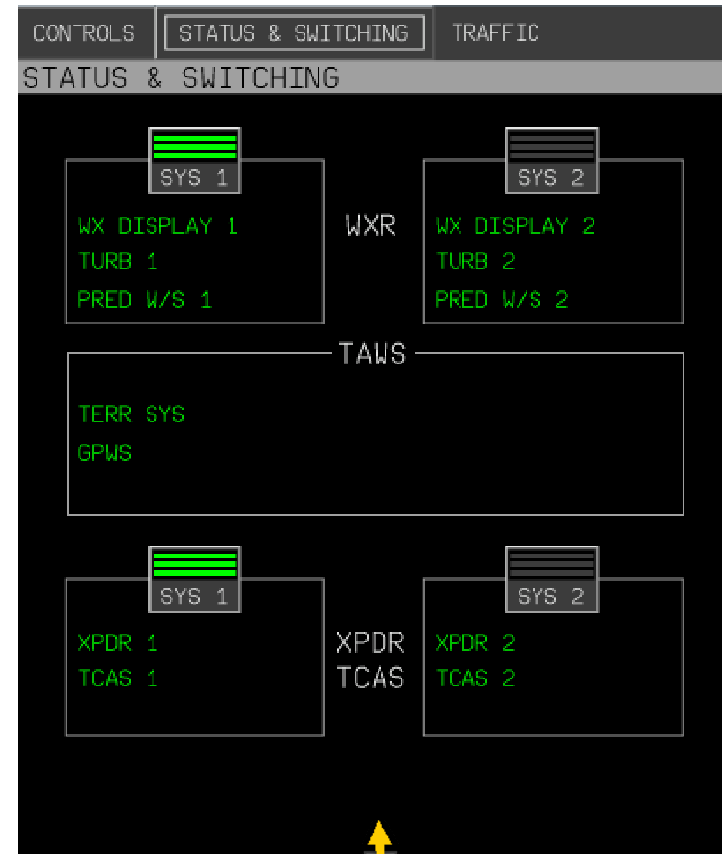 CONTROLS STATUS & SWITCHING TRAFFIC
STATUS & SWITCHING
SYS 1 SYS 2
WX DISPLAY 1 WXR WX DISPLAY 2
TURB 1 TURB 2
PRED W/S 1 PRED W/S 2
TAWS
TERR SYS
GPWS
SYS 1 SYS 2
XPDR 1 XPDR XPDR 2
TCAS 1 TCAS TCAS 2